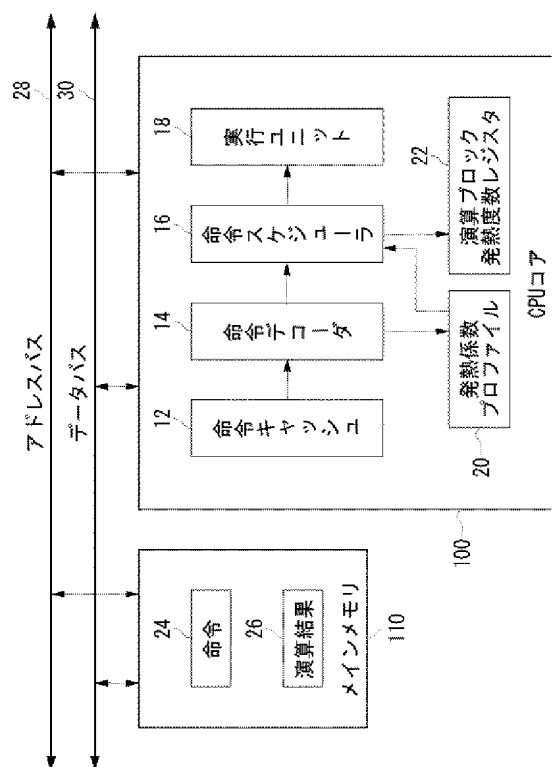 アドレスバス
28
データバス
30
12
命令キャッシュ
14
命令デコーダ
16
命令スケジューラ
18
実行ユニット
20
発熱係数
プロファイル
22
演算ブロック
発熱度数レジスタ
CPUコア
100
24
命令
26
演算結果
メインメモリ
110